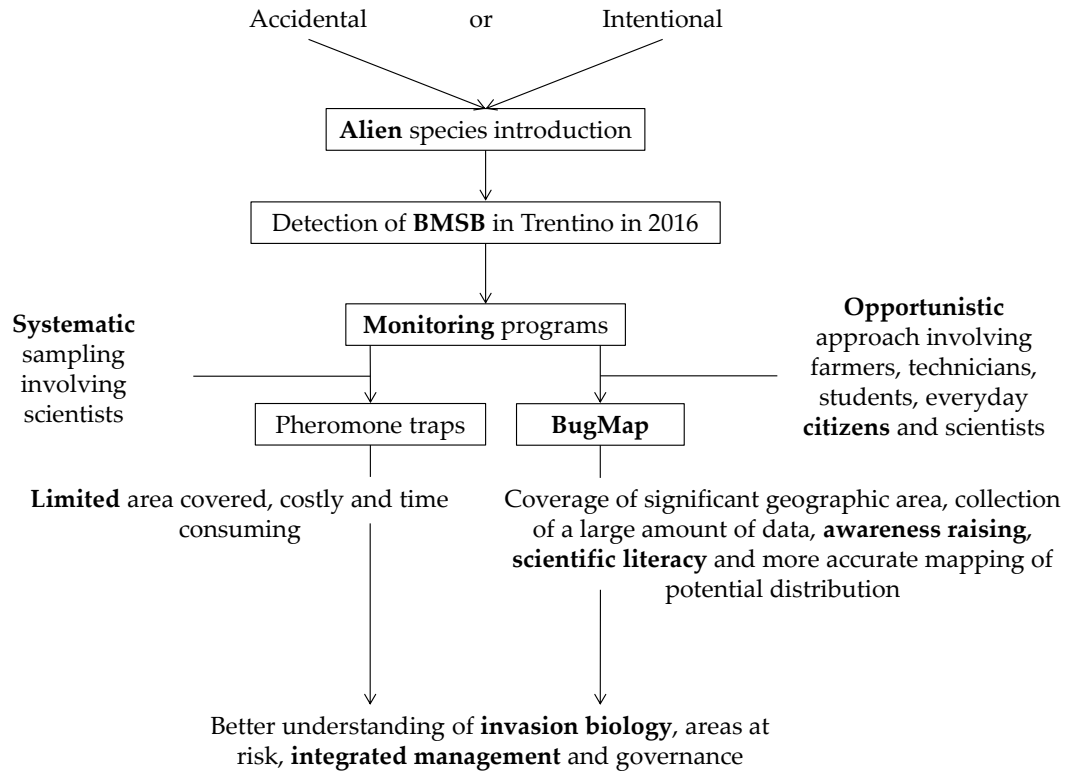 Accidental or Intentional
Alien species introduction
Detection of BMSB in Trentino in 2016
Monitoring programs
Systematic
sampling
involving
scientists
Opportunistic
approach involving
farmers, technicians,
students, everyday
citizens and scientists
Pheromone traps
BugMap
Limited area covered, costly and time
consuming
Coverage of significant geographic area, collection
of a large amount of data, awareness raising,
scientific literacy and more accurate mapping of
potential distribution
Better understanding of invasion biology, areas at
risk, integrated management and governance